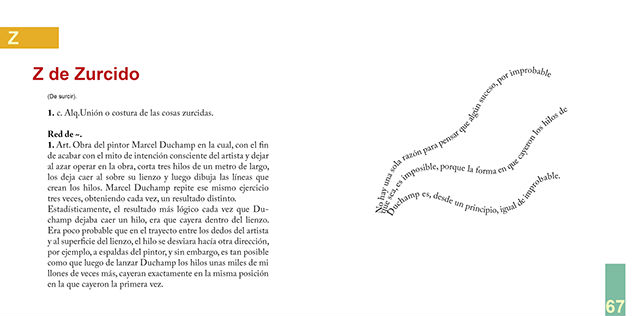 Z
Z de Zurcido
(De surcir).
1. c. Alq.Unión o costura de las cosas zurcidas.
Red de ~.
1. Art. Obra del pintor Marcel Duchamp en la cual, con el fin
de acabar con el mito de intención consciente del artista y dejar
al azar operar en la obra, corta tres hilos de un metro de largo,
los deja caer al sobre su lienzo y luego dibuja las líneas que
crean los hilos. Marcel Duchamp repite ese mismo ejercicio
tres veces, obteniendo cada vez, un resultado distinto.
Estadísticamente, el resultado más lógico cada vez que Du-
champ dejaba caer un hilo, era que cayera dentro del lienzo.
Era poco probable que en el trayecto entre los dedos del artista
y al superficie del lienzo, el hilo se desviara hacía otra dirección,
por ejemplo, a espaldas del pintor, y sin embargo, es tan posible
como que luego de lanzar Duchamp los hilos unas miles de mi
llones de veces más, cayeran exactamente en la misma posición
en la que cayeron la primera vez.
No hay una sola razón para pensar que algún suceso, por improbable
que sea, es imposible, porque la forma en que cayeron los hilos de
Duchamp es, desde un principio, igual de improbable.
67